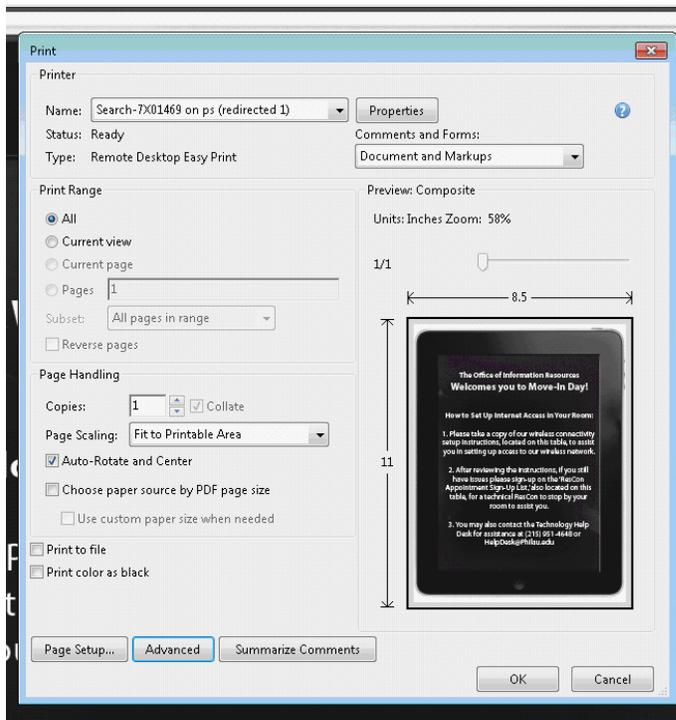 Print
Printer
Name: Search-7X01469 on ps (redirected 1) Properties
Status: Ready Comments and Forms:
Type: Remote Desktop Easy Print Document and Markups
Print Range
All
Current view
Current page
Pages 1
Subset: All pages in range
Reverse pages
Page Handling
Copies: 1 Collate
Page Scaling: Fit to Printable Area
Auto-Rotate and Center
Choose paper source by PDF page size
Use custom paper size when needed
Print to file
Print color as black
Preview: Composite
Units: Inches Zoom: 58%
1/1
8.5
11
The Office of Information Resources
Welcomes you to Move-In Day!
How to Set Up Internet Access in Your Room:
1. Please take a copy of our wireless connectivity
setup instructions, located on this table, to assist
you in setting up access to our wireless network.
2. After reviewing the instructions, if you still
have issues please sign-up on the 'ResCon
Appointment Sign-Up List,' also located on this
table, for a technical ResCon to stop by your
room to assist you.
3. You may also contact the Technology Help
Desk for assistance at (215) 951-4648 or
HelpDesk@Philau.edu
Page Setup... Advanced Summarize Comments
OK Cancel